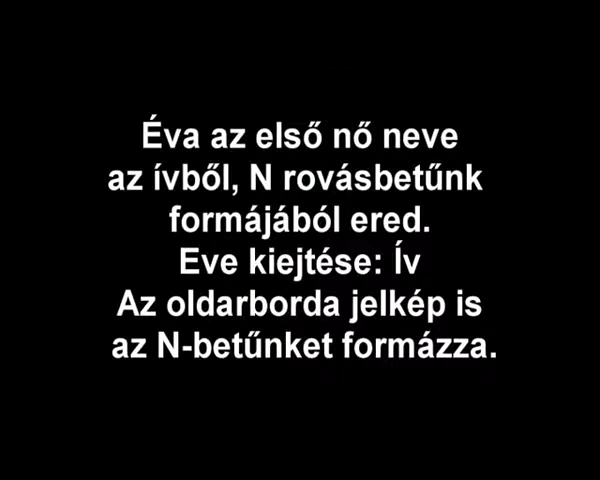 Éva az első nő neve
az ívből, N rovásbetűnk
formájából ered.
Eve kiejtése: Ív
Az oldarborda jelkép is
az N-betűnket formázza.